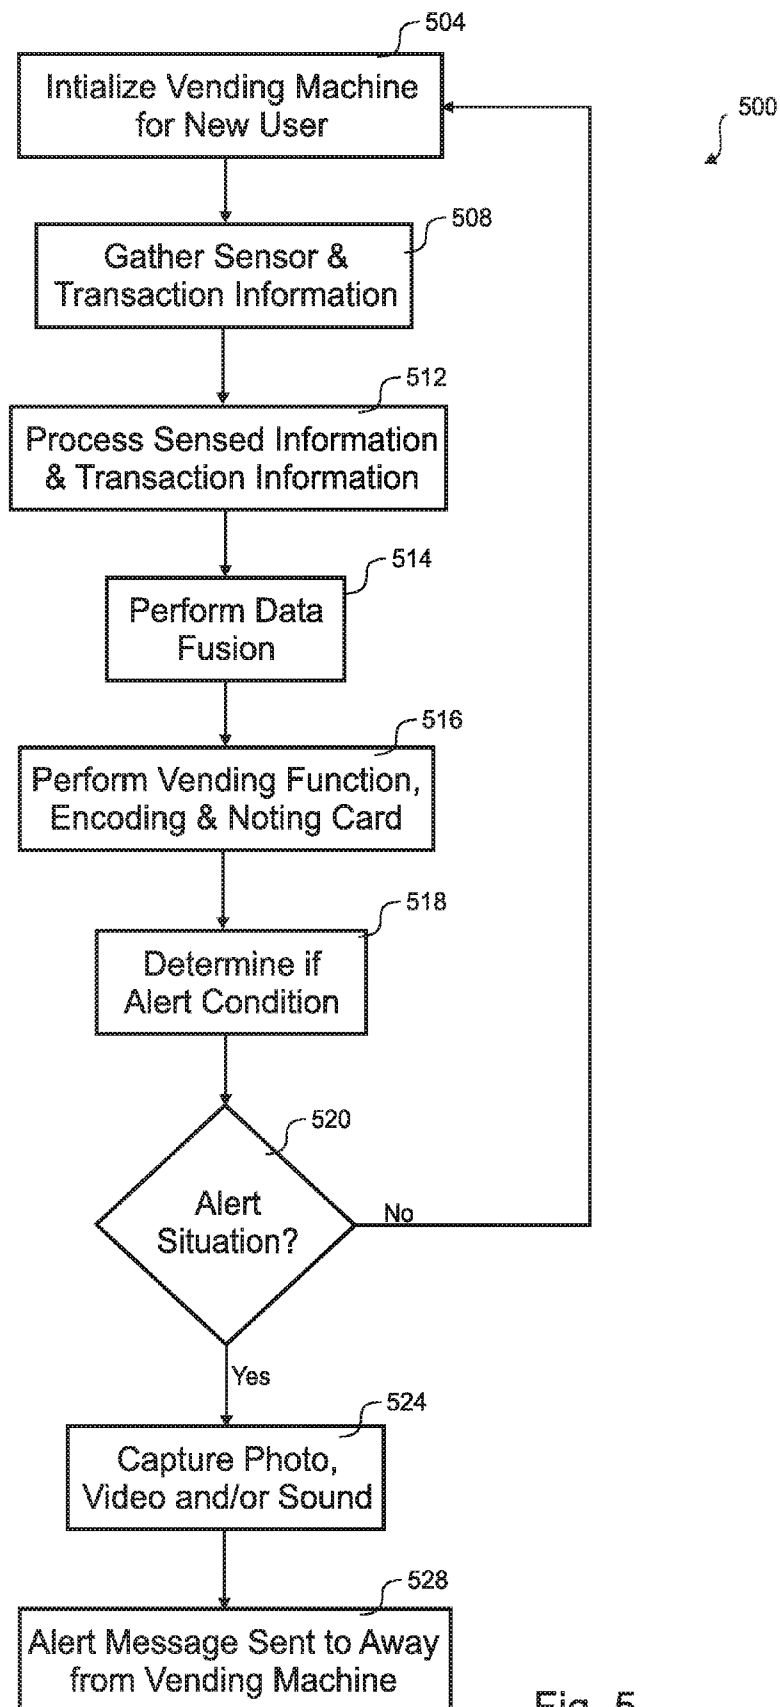 504
Intialize Vending Machine
for New User
500
508
Gather Sensor &
Transaction Information
512
Process Sensed Information
& Transaction Information
514
Perform Data
Fusion
516
Perform Vending Function,
Encoding & Noting Card
518
Determine if
Alert Condition
520
Alert
Situation?
No
Yes
524
Capture Photo,
Video and/or Sound
528
Alert Message Sent to Away
from Vending Machine
Fig. 5